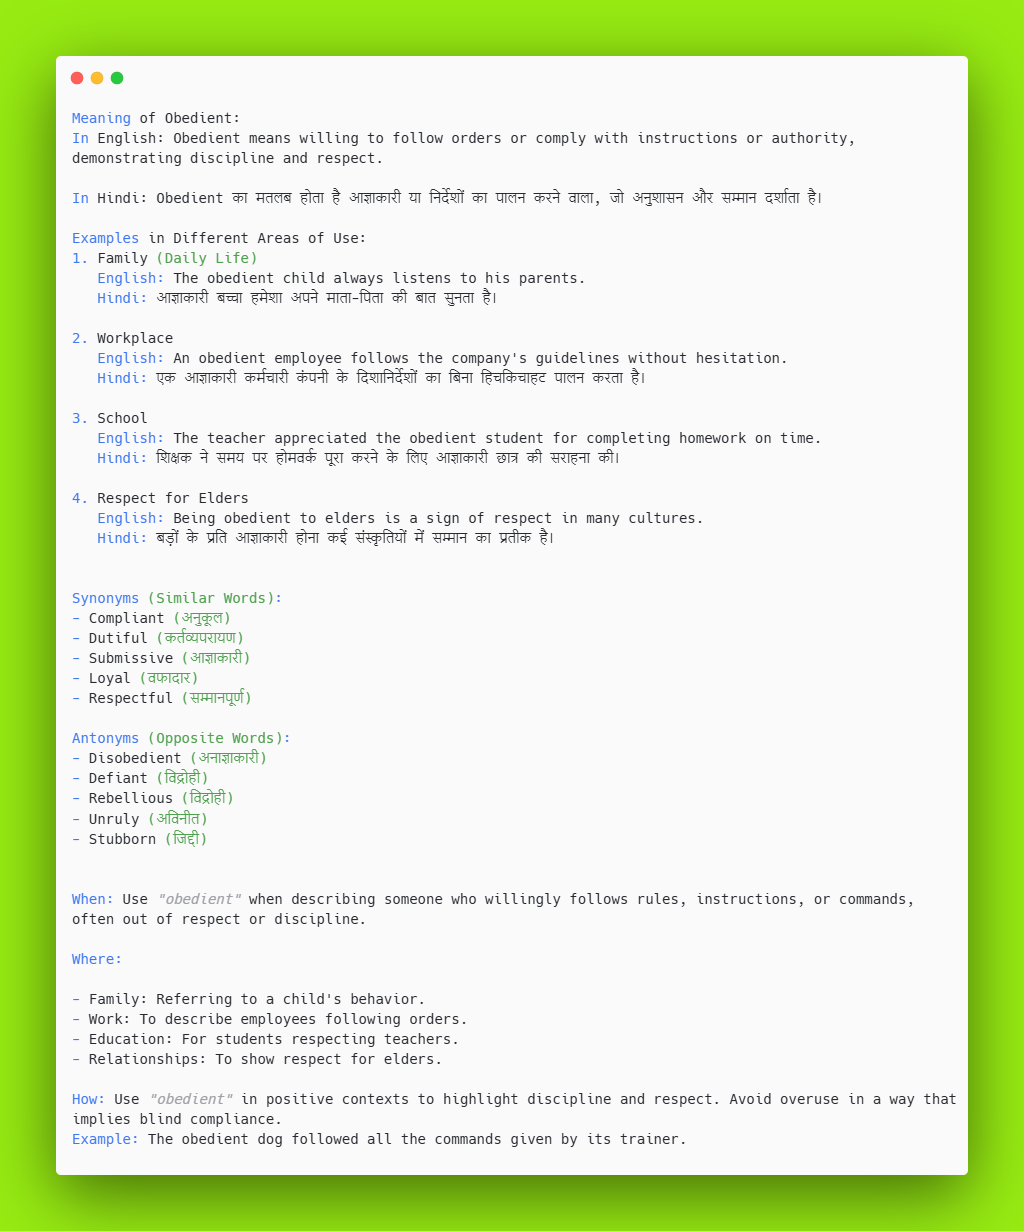 Meaning of Obedient:
In English: Obedient means willing to follow orders or comply with instructions or authority,
demonstrating discipline and respect.
In Hindi: Obedient का मतलब होता है आज्ञाकारी या निर्देशों का पालन करने वाला, जो अनुशासन और सम्मान दर्शाता है।
Examples in Different Areas of Use:
1. Family (Daily Life)
English: The obedient child always listens to his parents.
Hindi: आज्ञाकारी बच्चा हमेशा अपने माता-पिता की बात सुनता है।
2. Workplace
English: An obedient employee follows the company's guidelines without hesitation.
Hindi: एक आज्ञाकारी कर्मचारी कंपनी के दिशानिर्देशों का बिना हिचकिचाहट पालन करता है।
3. School
English: The teacher appreciated the obedient student for completing homework on time.
Hindi: शिक्षक ने समय पर होमवर्क पूरा करने के लिए आज्ञाकारी छात्र की सराहना की।
4. Respect for Elders
English: Being obedient to elders is a sign of respect in many cultures.
Hindi: बड़ों के प्रति आज्ञाकारी होना कई संस्कृतियों में सम्मान का प्रतीक है।
Synonyms (Similar Words):
- Compliant (अनुकूल)
- Dutiful (कर्तव्यपरायण)
- Submissive (आज्ञाकारी)
- Loyal (वफादार)
- Respectful (सम्मानपूर्ण)
Antonyms (Opposite Words):
- Disobedient (अनाज्ञाकारी)
- Defiant (विद्रोही)
- Rebellious (विद्रोही)
- Unruly (अविनीत)
- Stubborn (जिद्दी)
When: Use "obedient" when describing someone who willingly follows rules, instructions, or commands,
often out of respect or discipline.
Where:
- Family: Referring to a child's behavior.
- Work: To describe employees following orders.
- Education: For students respecting teachers.
- Relationships: To show respect for elders.
How: Use "obedient" in positive contexts to highlight discipline and respect. Avoid overuse in a way that
implies blind compliance.
Example: The obedient dog followed all the commands given by its trainer.